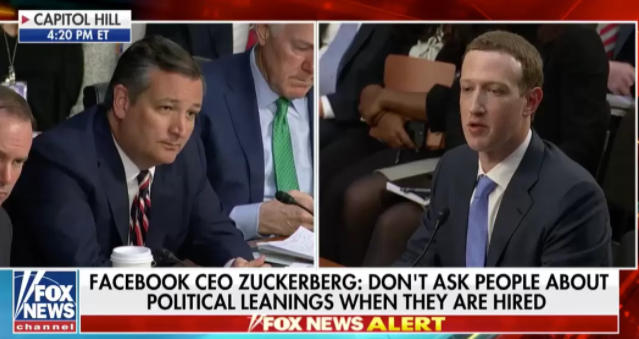 CAPITOL HILL
4:20 PM ET
FACEBOOK CEO ZUCKERBERG: DON'T ASK PEOPLE ABOUT
POLITICAL LEANINGS WHEN THEY ARE HIRED
FOX
NEWS
channel
FOX NEWS ALERT